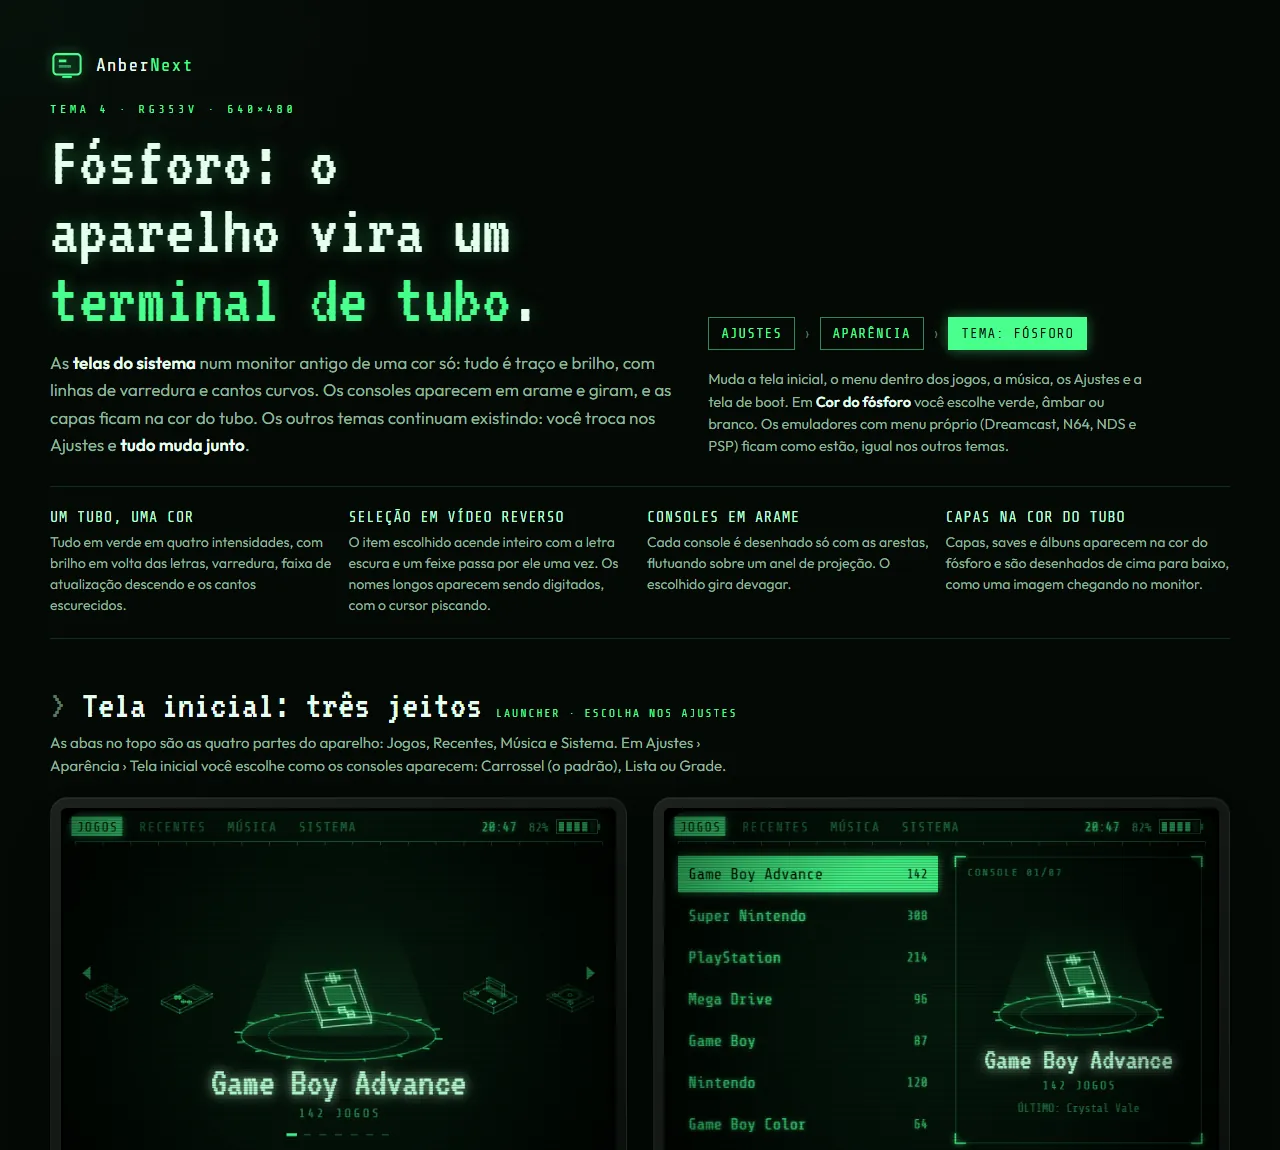 AnberNext
TEMA 4 · RG353V · 640×480
Fósforo: o
aparelho vira um
terminal de tubo.
As telas do sistema num monitor antigo de uma cor só: tudo é traço e brilho, com
linhas de varredura e cantos curvos. Os consoles aparecem em arame e giram, e as
capas ficam na cor do tubo. Os outros temas continuam existindo: você troca nos
Ajustes e tudo muda junto.
AJUSTES › APARÊNCIA › TEMA: FÓSFORO
Muda a tela inicial, o menu dentro dos jogos, a música, os Ajustes e a
tela de boot. Em Cor do fósforo você escolhe verde, âmbar ou
branco. Os emuladores com menu próprio (Dreamcast, N64, NDS e
PSP) ficam como estão, igual nos outros temas.
UM TUBO, UMA COR
Tudo em verde em quatro intensidades, com
brilho em volta das letras, varredura, faixa de
atualização descendo e os cantos
escurecidos.
SELEÇÃO EM VÍDEO REVERSO
O item escolhido acende inteiro com a letra
escura e um feixe passa por ele uma vez. Os
nomes longos aparecem sendo digitados,
com o cursor piscando.
CONSOLES EM ARAME
Cada console é desenhado só com as arestas,
flutuando sobre um anel de projeção. O
escolhido gira devagar.
CAPAS NA COR DO TUBO
Capas, saves e álbuns aparecem na cor do
fósforo e são desenhados de cima para baixo,
como uma imagem chegando no monitor.
› Tela inicial: três jeitos LAUNCHER · ESCOLHA NOS AJUSTES
As abas no topo são as quatro partes do aparelho: Jogos, Recentes, Música e Sistema. Em Ajustes ›
Aparência › Tela inicial você escolhe como os consoles aparecem: Carrossel (o padrão), Lista ou Grade.
JOGOS RECENTES MÚSICA SISTEMA 20:47 82%
Game Boy Advance
142 JOGOS
JOGOS RECENTES MÚSICA SISTEMA 20:47 82%
Game Boy Advance 142
Super Nintendo 308
PlayStation 214
Mega Drive 96
Game Boy 87
Nintendo 120
Game Boy Color 64
CONSOLE 01/07
Game Boy Advance
142 JOGOS
ÚLTIMO: Crystal Vale